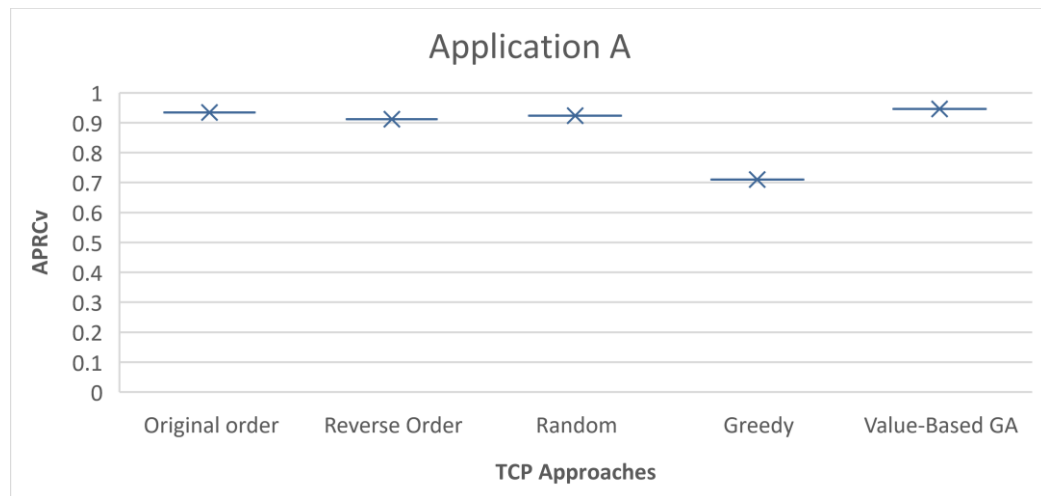 Application A
1
0.9
0.8
0.7
0.6
0.5
0.4
0.3
0.2
0.1
0
APRCv
Original order Reverse Order Random Greedy Value-Based GA
TCP Approaches